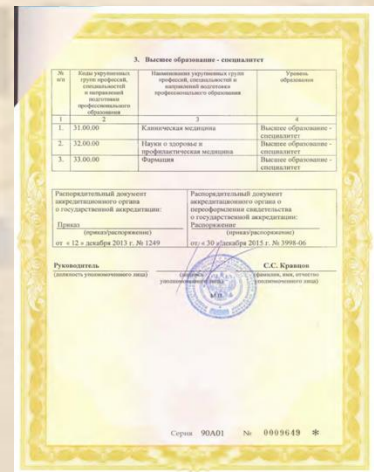 3. Высшее образование - специалитет
№ п/п
Коды укрупненных групп профессий, специальностей и направлений подготовки профессионального образования
Наименование укрупненных групп профессий, специальностей и направлений подготовки профессионального образования
Уровень образования
1 2 3 4
1. 31.00.00 Клиническая медицина Высшее образование - специалитет
2. 32.00.00 Науки о здоровье и профилактическая медицина Высшее образование - специалитет
3. 33.00.00 Фармация Высшее образование - специалитет
Распорядительный документ
аккредитационного органа
о государственной аккредитации:
Приказ
(приказ/распоряжение)
от « 12 » декабря 2013 г. № 1249
Распорядительный документ
аккредитационного органа о
переоформлении свидетельства
о государственной аккредитации:
Распоряжение
(приказ/распоряжение)
от « 30 » декабря 2015 г. № 3998-06
Руководитель
(должность уполномоченного лица)
С.С. Кравцов
(фамилия, имя, отчество
уполномоченного лица)
М.П.
Серия 90А01 № 0009649 *